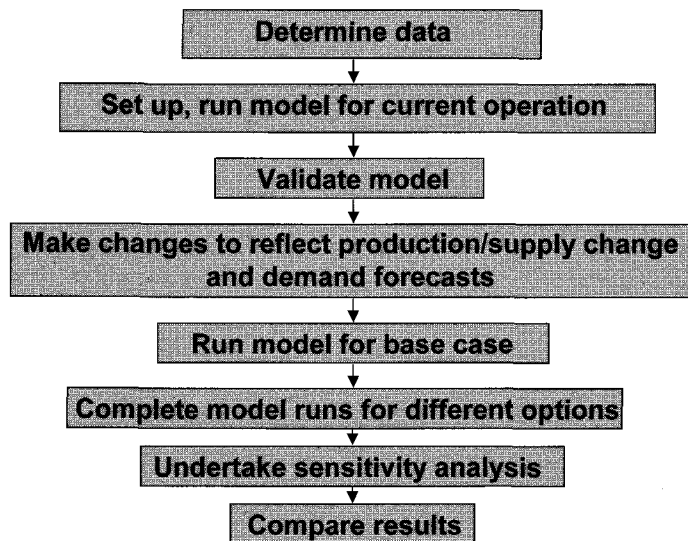 Determine data
Set up, run model for current operation
Validate model
Make changes to reflect production/supply change
and demand forecasts
Run model for base case
Complete model runs for different options
Undertake sensitivity analysis
Compare results